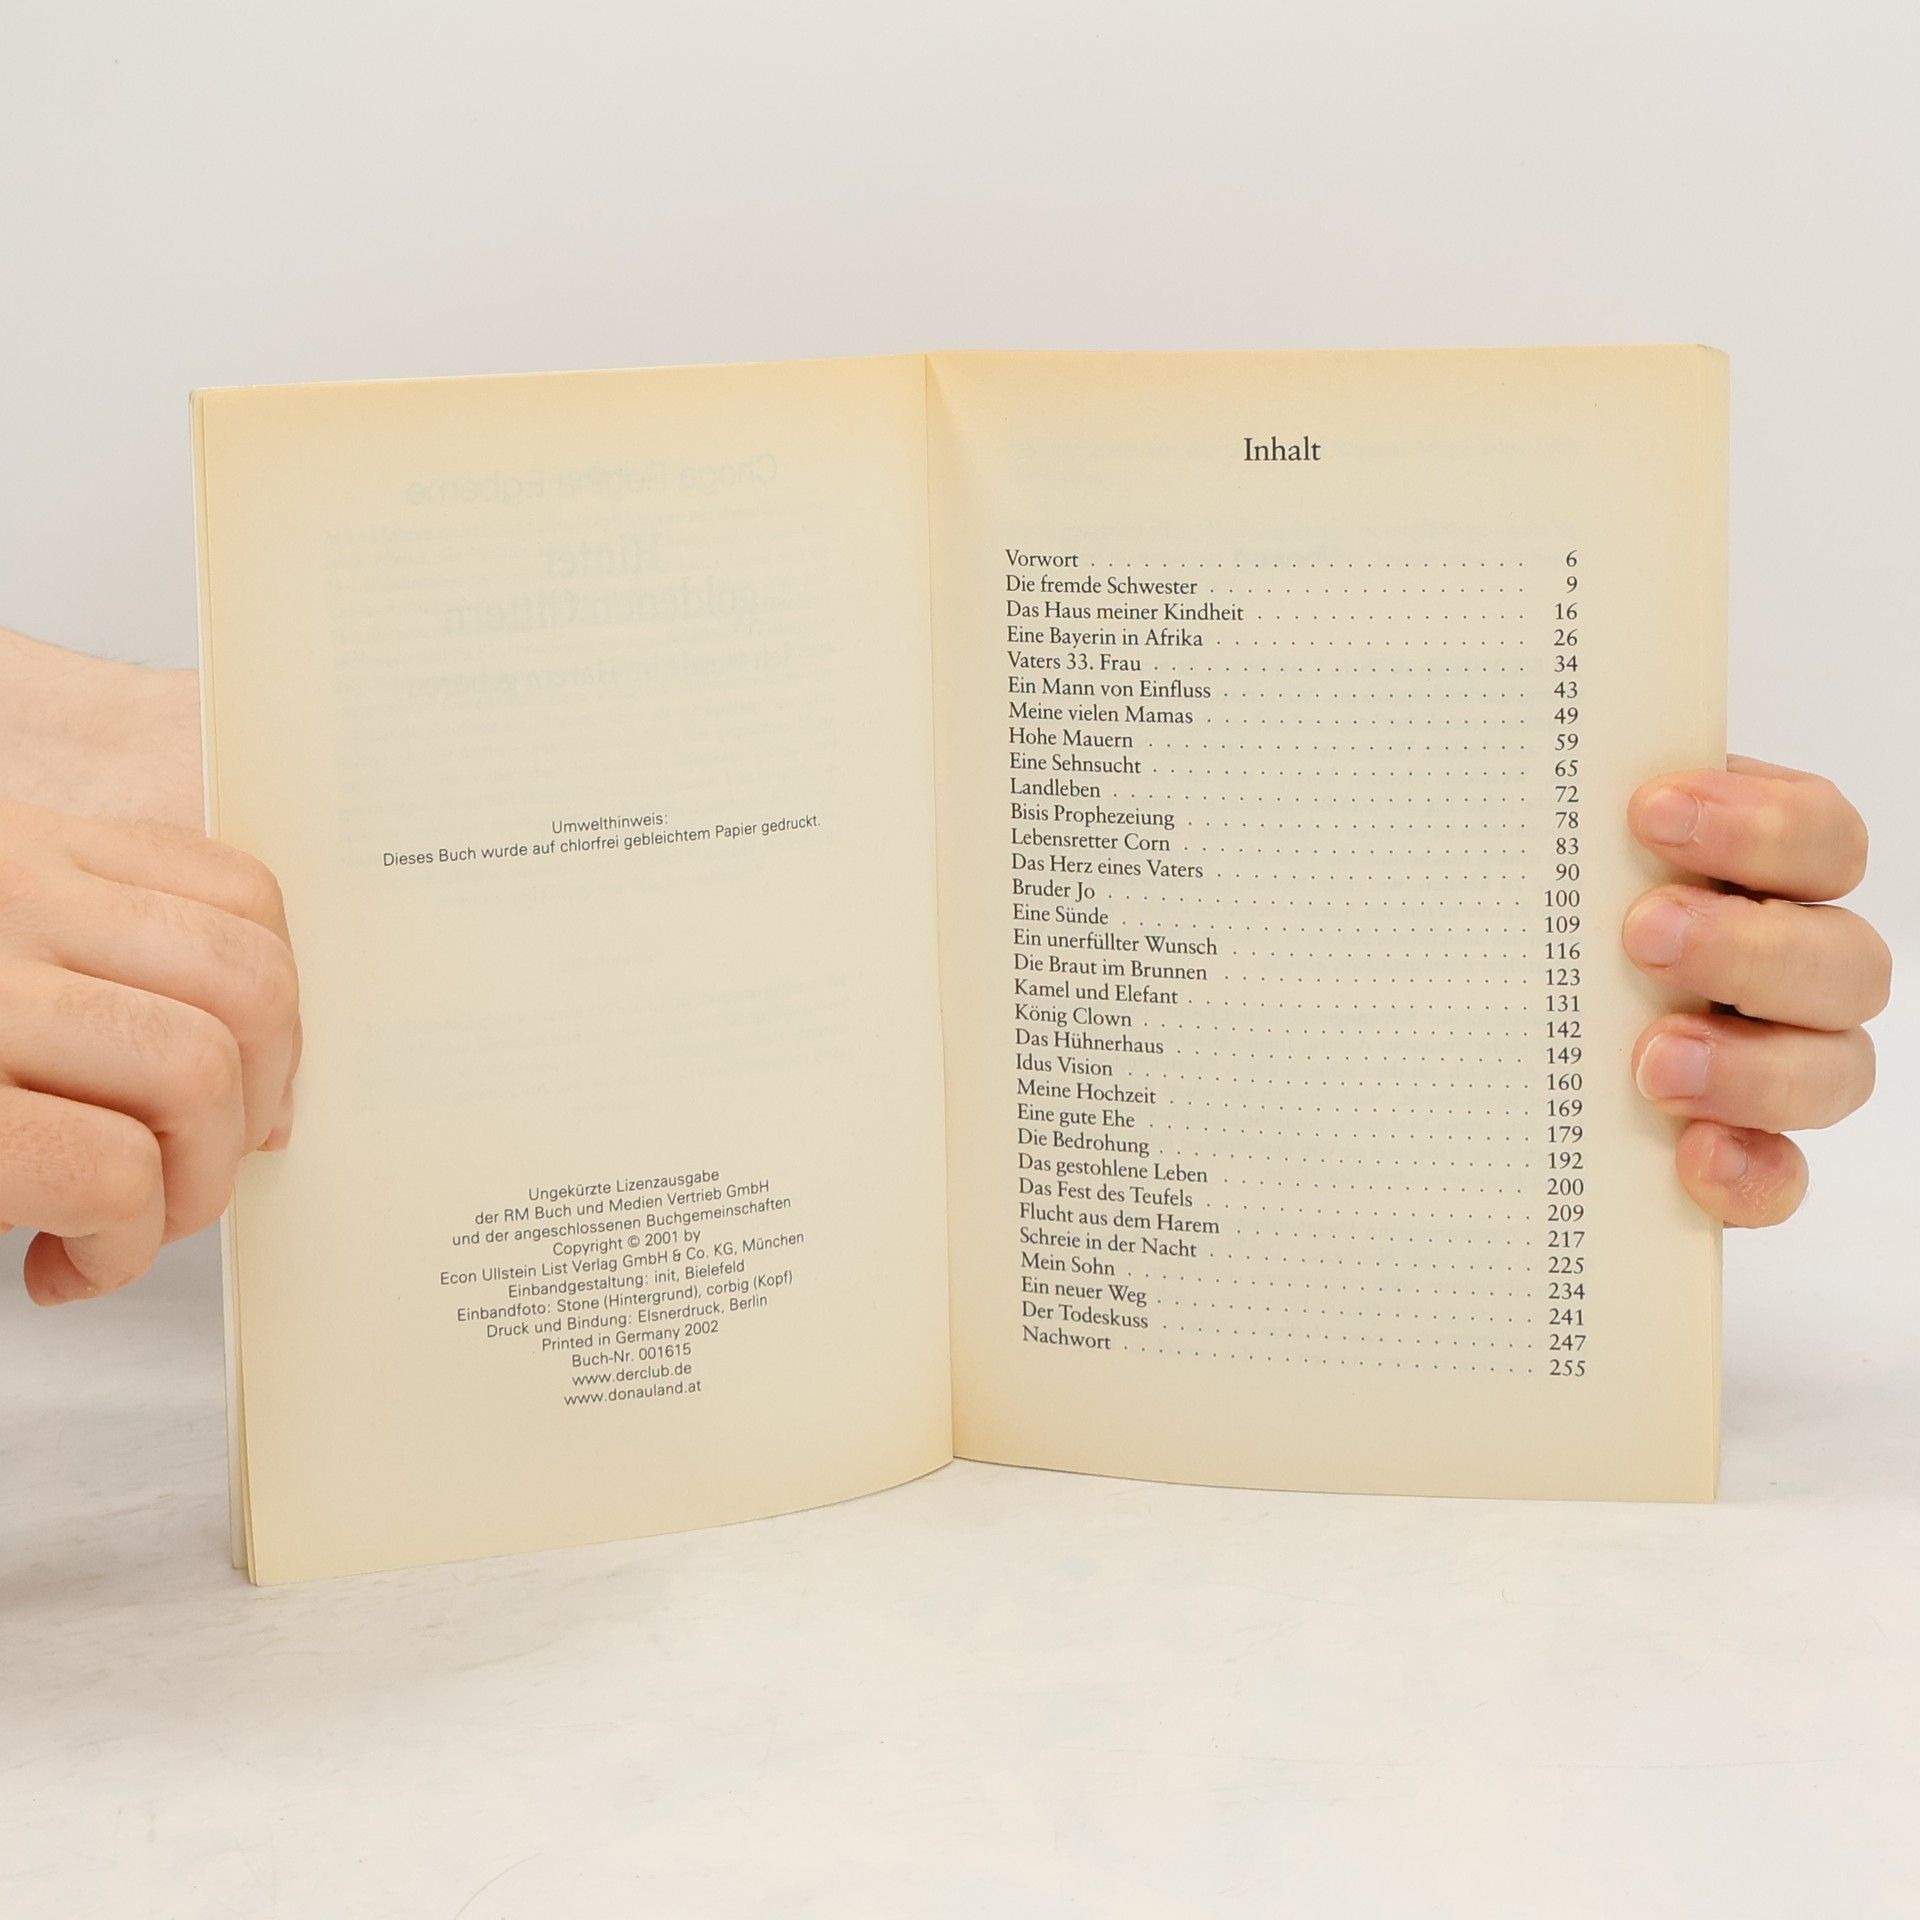 Umwelthinweis:
Dieses Buch wurde auf chlorfrei gebleichtem Papier gedruckt.
Ungekürzte Lizenzausgabe
der RM Buch und Medien Vertrieb GmbH
und der angeschlossenen Buchgemeinschaften
Copyright © 2001 by
Econ Ullstein List Verlag GmbH & Co. KG, München
Einbandgestaltung: init, Bielefeld
Einbandfoto: Stone (Hintergrund), corbig (Kopf)
Druck und Bindung: Elsnerdruck, Berlin
Printed in Germany 2002
Buch-Nr. 001615
www.derclub.de
www.donauland.at
Inhalt
Vorwort . . . . . 6
Die fremde Schwester . . . . . 9
Das Haus meiner Kindheit . . . . . 16
Eine Bayerin in Afrika . . . . . 26
Vaters 33. Frau . . . . . 34
Ein Mann von Einfluss . . . . . 43
Meine vielen Mamas . . . . . 49
Hohe Mauern . . . . . 59
Eine Sehnsucht . . . . . 65
Landleben . . . . . 72
Bisis Prophezeiung . . . . . 78
Lebensretter Corn . . . . . 83
Das Herz eines Vaters . . . . . 90
Bruder Jo . . . . . 100
Eine Sünde . . . . . 109
Ein unerfüllter Wunsch . . . . . 116
Die Braut im Brunnen . . . . . 123
Kamel und Elefant . . . . . 131
König Clown . . . . . 142
Das Hühnerhaus . . . . . 149
Idus Vision . . . . . 160
Meine Hochzeit . . . . . 169
Eine gute Ehe . . . . . 179
Die Bedrohung . . . . . 192
Das gestohlene Leben . . . . . 200
Das Fest des Teufels . . . . . 209
Flucht aus dem Harem . . . . . 217
Schreie in der Nacht . . . . . 225
Mein Sohn . . . . . 234
Ein neuer Weg . . . . . 241
Der Todeskuss . . . . . 247
Nachwort . . . . . 255